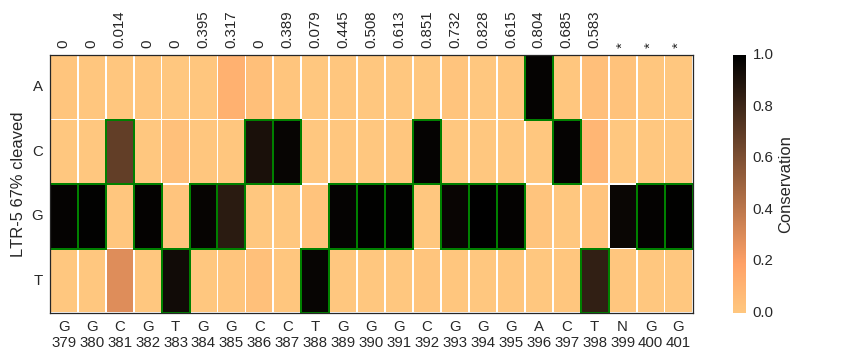 0 0 0.014 0 0 0.395 0.317 0 0.389 0.079 0.445 0.508 0.613 0.851 0.732 0.828 0.615 0.804 0.685 0.583 * * *
LTR-5 67% cleaved
A
C
G
T
G G C G T G G C C T G G G C G G G A C T N G G
379 380 381 382 383 384 385 386 387 388 389 390 391 392 393 394 395 396 397 398 399 400 401
1.0
0.8
0.6
0.4
0.2
0.0
Conservation